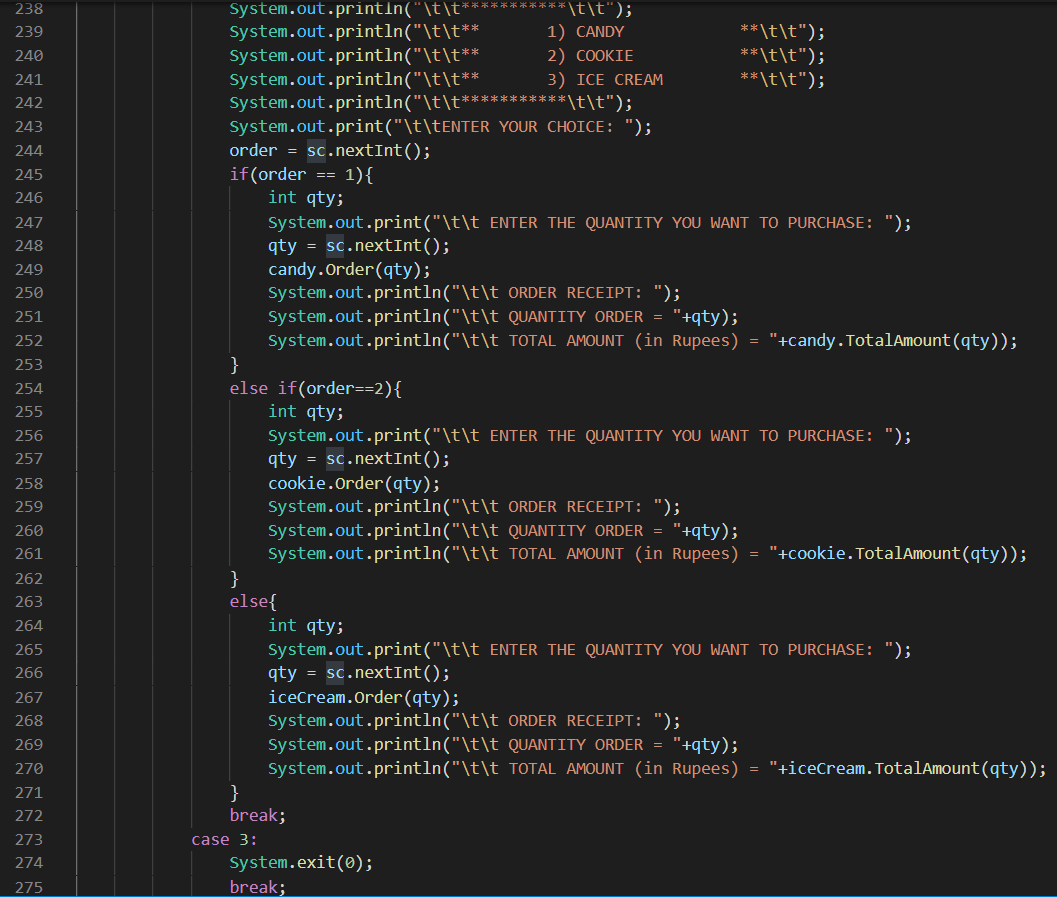 238 System.out.println("\t\t***********\t\t");
239 System.out.println("\t\t**       1) CANDY            **\t\t");
240 System.out.println("\t\t**       2) COOKIE           **\t\t");
241 System.out.println("\t\t**       3) ICE CREAM        **\t\t");
242 System.out.println("\t\t***********\t\t");
243 System.out.print("\t\tENTER YOUR CHOICE: ");
244 order = sc.nextInt();
245 if(order == 1){
246 int qty;
247 System.out.print("\t\t ENTER THE QUANTITY YOU WANT TO PURCHASE: ");
248 qty = sc.nextInt();
249 candy.Order(qty);
250 System.out.println("\t\t ORDER RECEIPT: ");
251 System.out.println("\t\t QUANTITY ORDER = "+qty);
252 System.out.println("\t\t TOTAL AMOUNT (in Rupees) = "+candy.TotalAmount(qty));
253 }
254 else if(order==2){
255 int qty;
256 System.out.print("\t\t ENTER THE QUANTITY YOU WANT TO PURCHASE: ");
257 qty = sc.nextInt();
258 cookie.Order(qty);
259 System.out.println("\t\t ORDER RECEIPT: ");
260 System.out.println("\t\t QUANTITY ORDER = "+qty);
261 System.out.println("\t\t TOTAL AMOUNT (in Rupees) = "+cookie.TotalAmount(qty));
262 }
263 else{
264 int qty;
265 System.out.print("\t\t ENTER THE QUANTITY YOU WANT TO PURCHASE: ");
266 qty = sc.nextInt();
267 iceCream.Order(qty);
268 System.out.println("\t\t ORDER RECEIPT: ");
269 System.out.println("\t\t QUANTITY ORDER = "+qty);
270 System.out.println("\t\t TOTAL AMOUNT (in Rupees) = "+iceCream.TotalAmount(qty));
271 }
272 break;
273 case 3:
274 System.exit(0);
275 break;